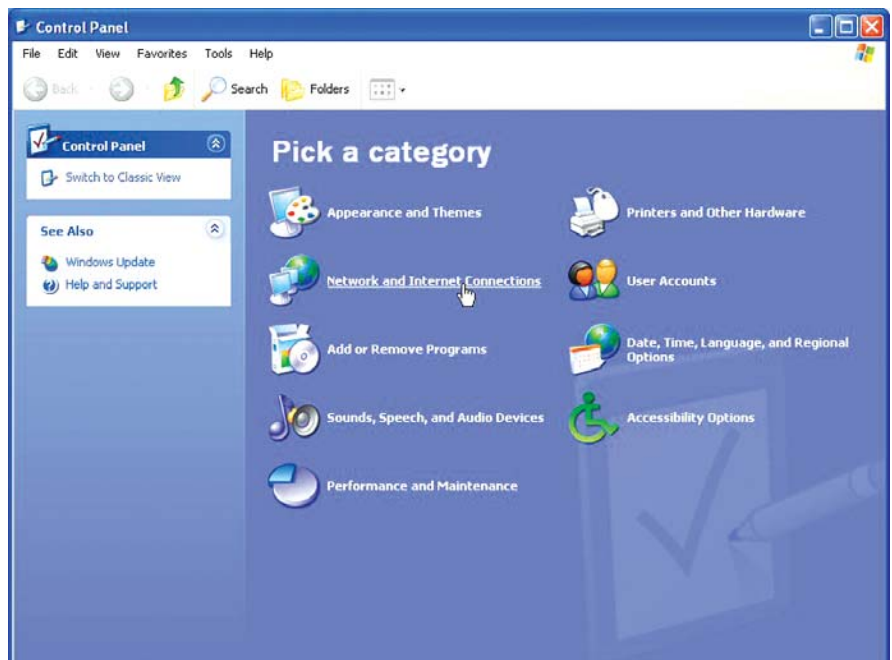 Control Panel
File Edit View Favorites Tools Help
Back Search Folders
Control Panel
Switch to Classic View
See Also
Windows Update
Help and Support
Pick a category
Appearance and Themes
Printers and Other Hardware
Network and Internet Connections
User Accounts
Add or Remove Programs
Date, Time, Language, and Regional
Options
Sounds, Speech, and Audio Devices
Accessibility Options
Performance and Maintenance